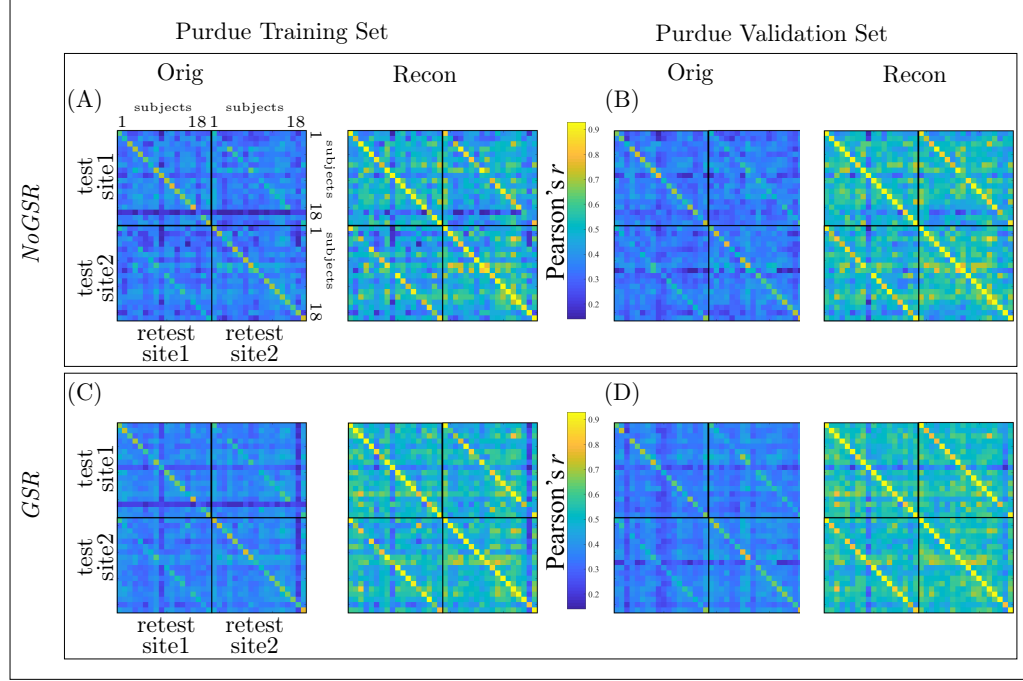 Purdue Training Set
Purdue Validation Set
Orig
Recon
Orig
Recon
(A)
subjects
subjects
1
18
1
18
(B)
NoGSR
test
site1
test
site2
1
subjects
18
1
subjects
18
retest
site1
retest
site2
Pearson's r
0.9
0.8
0.7
0.6
0.5
0.4
0.3
0.2
(C)
(D)
GSR
test
site1
test
site2
retest
site1
retest
site2
Pearson's r
0.9
0.8
0.7
0.6
0.5
0.4
0.3
0.2